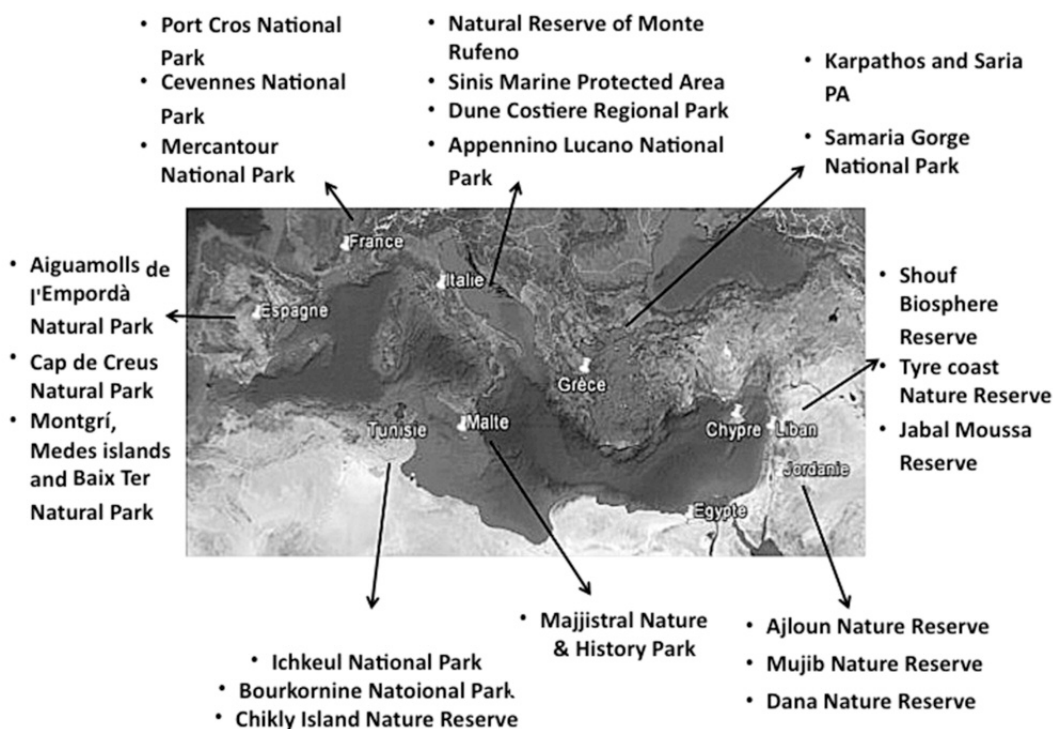 • Port Cros National
Park
• Cevennes National
Park
• Mercantour
National Park
• Natural Reserve of Monte
Rufeno
• Sinis Marine Protected Area
• Dune Costiere Regional Park
• Appennino Lucano National
Park
• Karpathos and Saria
PA
• Samaria Gorge
National Park
• Aiguamolls de
l'Empordà
Natural Park
• Cap de Creus
Natural Park
• Montgrí,
Medes islands
and Baix Ter
Natural Park
France
Italie
Espagne
Grèce
Tunisie
Malte
Chypre
Liban
Jordanie
Egypte
• Shouf
Biosphere
Reserve
• Tyre coast
Nature Reserve
• Jabal Moussa
Reserve
• Ichkeul National Park
• Bourkornine Natoional Park
• Chikly Island Nature Reserve
• Majjistral Nature
& History Park
• Ajloun Nature Reserve
• Mujib Nature Reserve
• Dana Nature Reserve